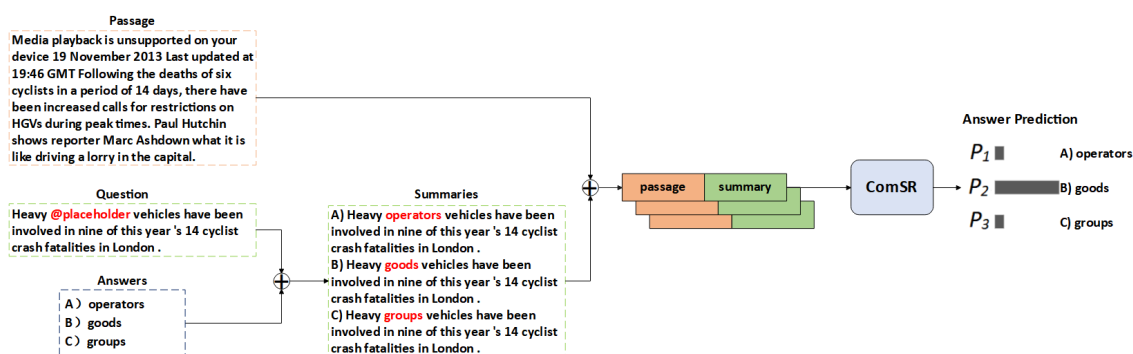 Passage
Media playback is unsupported on your
device 19 November 2013 Last updated at
19:46 GMT Following the deaths of six
cyclists in a period of 14 days, there have
been increased calls for restrictions on
HGVs during peak times. Paul Hutchin
shows reporter Marc Ashdown what it is
like driving a lorry in the capital.
Question
Heavy @placeholder vehicles have been
involved in nine of this year 's 14 cyclist
crash fatalities in London .
Answers
A）operators
B）goods
C）groups
Summaries
A) Heavy operators vehicles have been
involved in nine of this year 's 14 cyclist
crash fatalities in London .
B) Heavy goods vehicles have been
involved in nine of this year 's 14 cyclist
crash fatalities in London .
C) Heavy groups vehicles have been
involved in nine of this year 's 14 cyclist
crash fatalities in London .
passage summary
ComSR
Answer Prediction
P1 A) operators
P2 B) goods
P3 C) groups